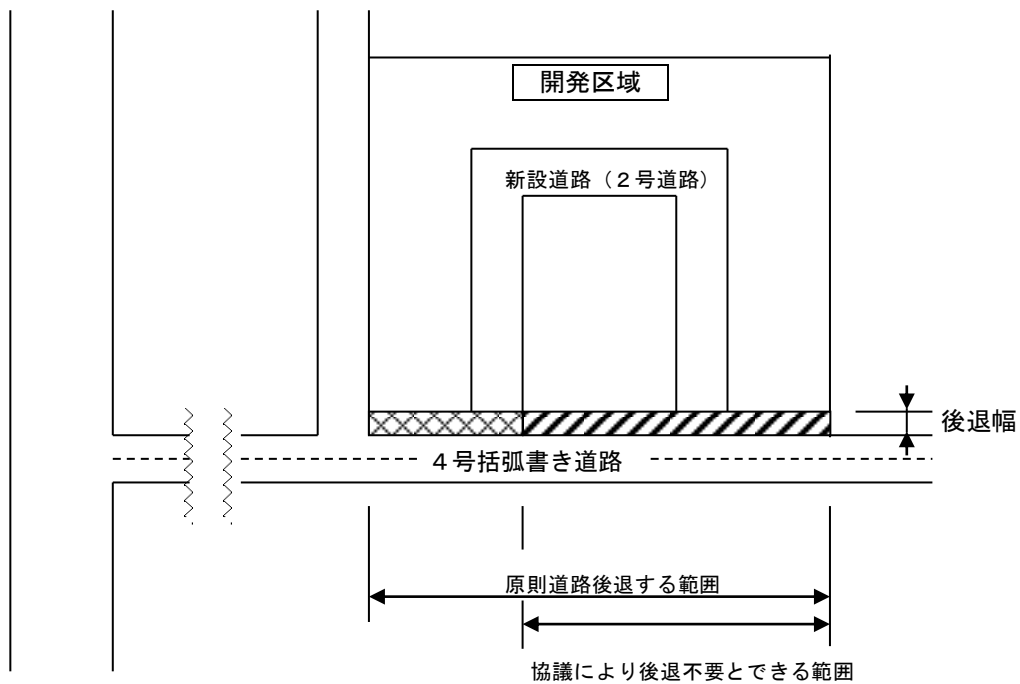 開発区域
新設道路（２号道路）
後退幅
４号括弧書き道路
原則道路後退する範囲
協議により後退不要とできる範囲